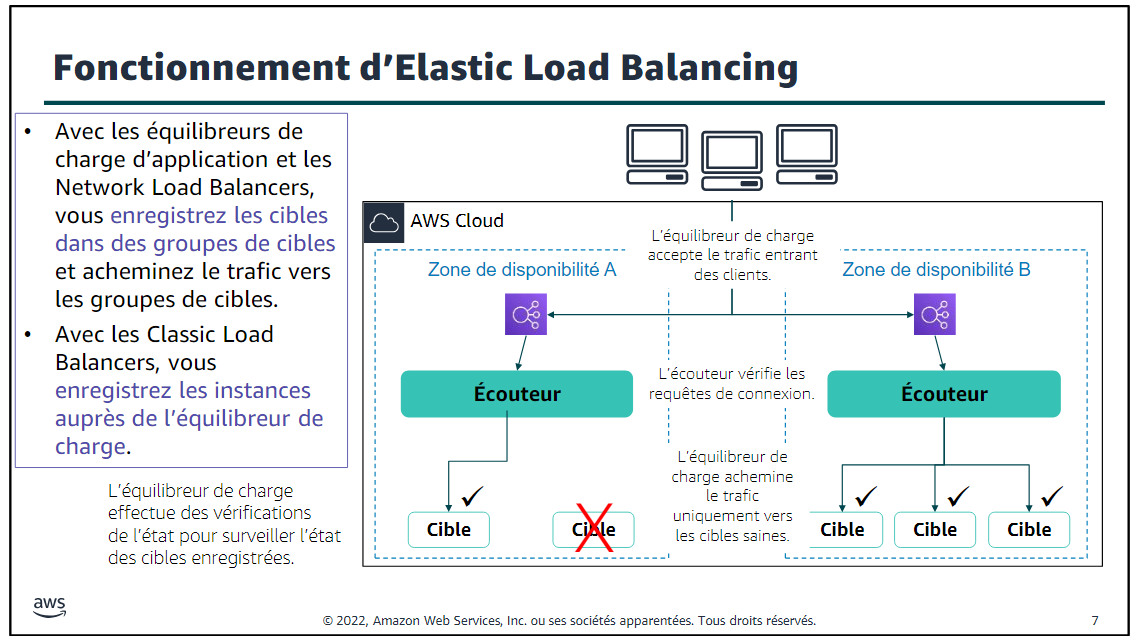 Fonctionnement d’Elastic Load Balancing
• Avec les équilibreurs de
charge d’application et les
Network Load Balancers,
vous enregistrez les cibles
dans des groupes de cibles
et acheminez le trafic vers
les groupes de cibles.
• Avec les Classic Load
Balancers, vous
enregistrez les instances
auprès de l’équilibreur de
charge.
L’équilibreur de charge
effectue des vérifications
de l’état pour surveiller l’état
des cibles enregistrées.
AWS Cloud
L’équilibreur de charge
accepte le trafic entrant
des clients.
Zone de disponibilité A
Zone de disponibilité B
L’écouteur vérifie les
requêtes de connexion.
Écouteur
Écouteur
L’équilibreur de
charge achemine
le trafic
uniquement vers
les cibles saines.
Cible
Cible
Cible
Cible
Cible
aws
© 2022, Amazon Web Services, Inc. ou ses sociétés apparentées. Tous droits réservés.
7